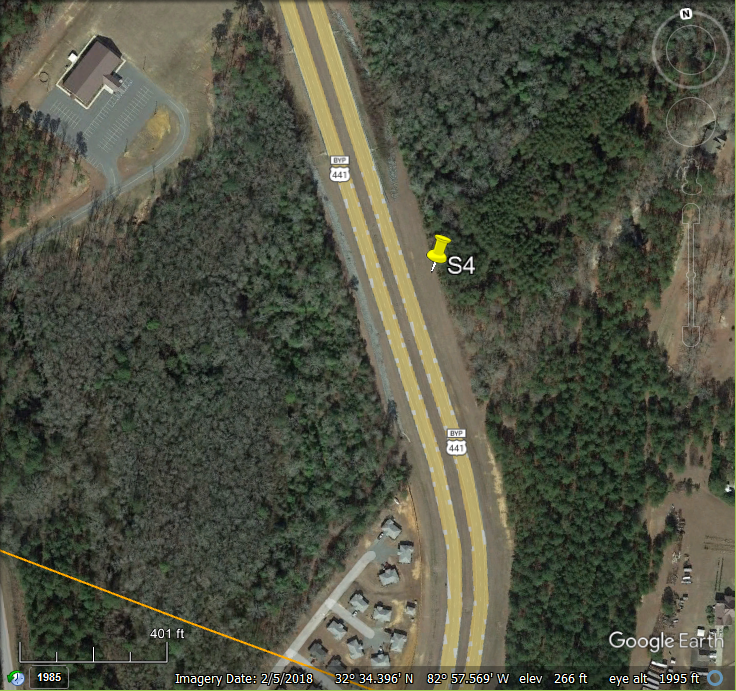 N
BYP
441
S4
BYP
441
401 ft
Google Earth
1985
Imagery Date: 2/5/2018 32° 34.396' N 82° 57.569' W elev 266 ft eye alt 1995 ft